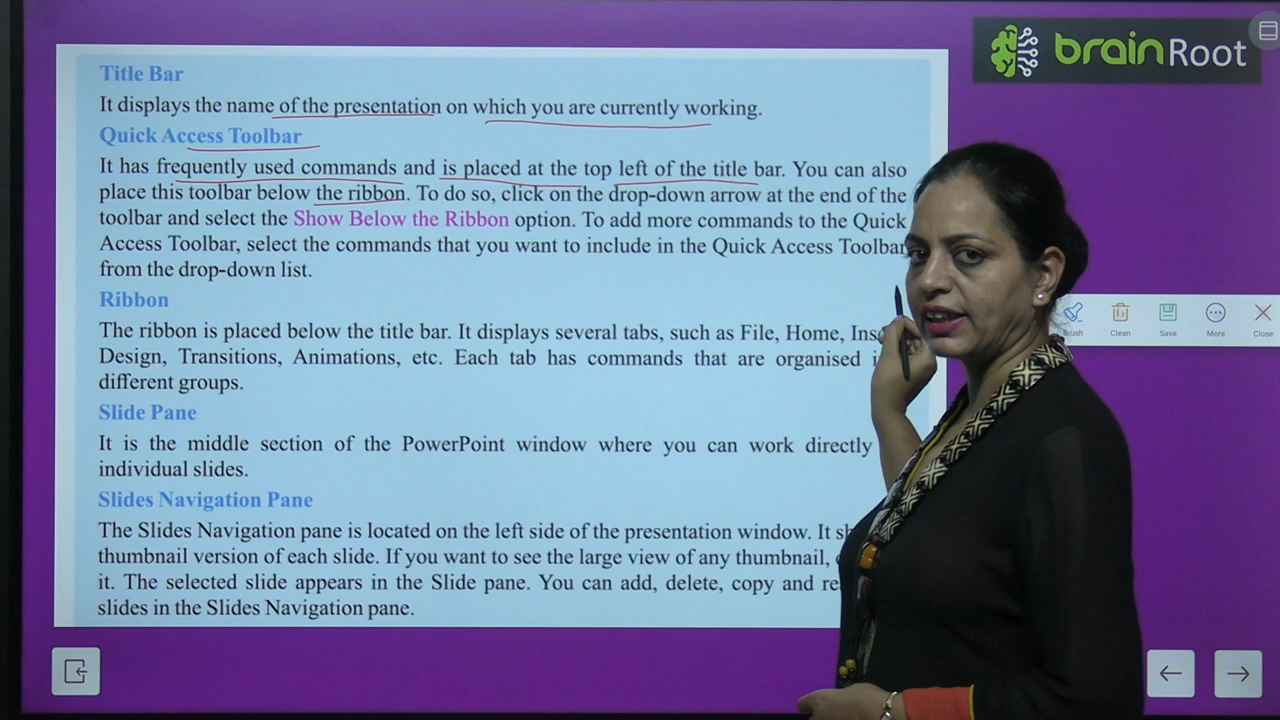 brainRoot
Title Bar
It displays the name of the presentation on which you are currently working.
Quick Access Toolbar
It has frequently used commands and is placed at the top left of the title bar. You can also
place this toolbar below the ribbon. To do so, click on the drop-down arrow at the end of the
toolbar and select the Show Below the Ribbon option. To add more commands to the Quick
Access Toolbar, select the commands that you want to include in the Quick Access Toolbar
from the drop-down list.
Ribbon
The ribbon is placed below the title bar. It displays several tabs, such as File, Home,
Design, Transitions, Animations, etc. Each tab has commands that are organised
different groups.
Slide Pane
It is the middle section of the PowerPoint window where you can work directly
individual slides.
Slides Navigation Pane
The Slides Navigation pane is located on the left side of the presentation window. It
thumbnail version of each slide. If you want to see the large view of any thumbnail,
it. The selected slide appears in the Slide pane. You can add, delete, copy and
slides in the Slides Navigation pane.
Brush Clean Save More Close